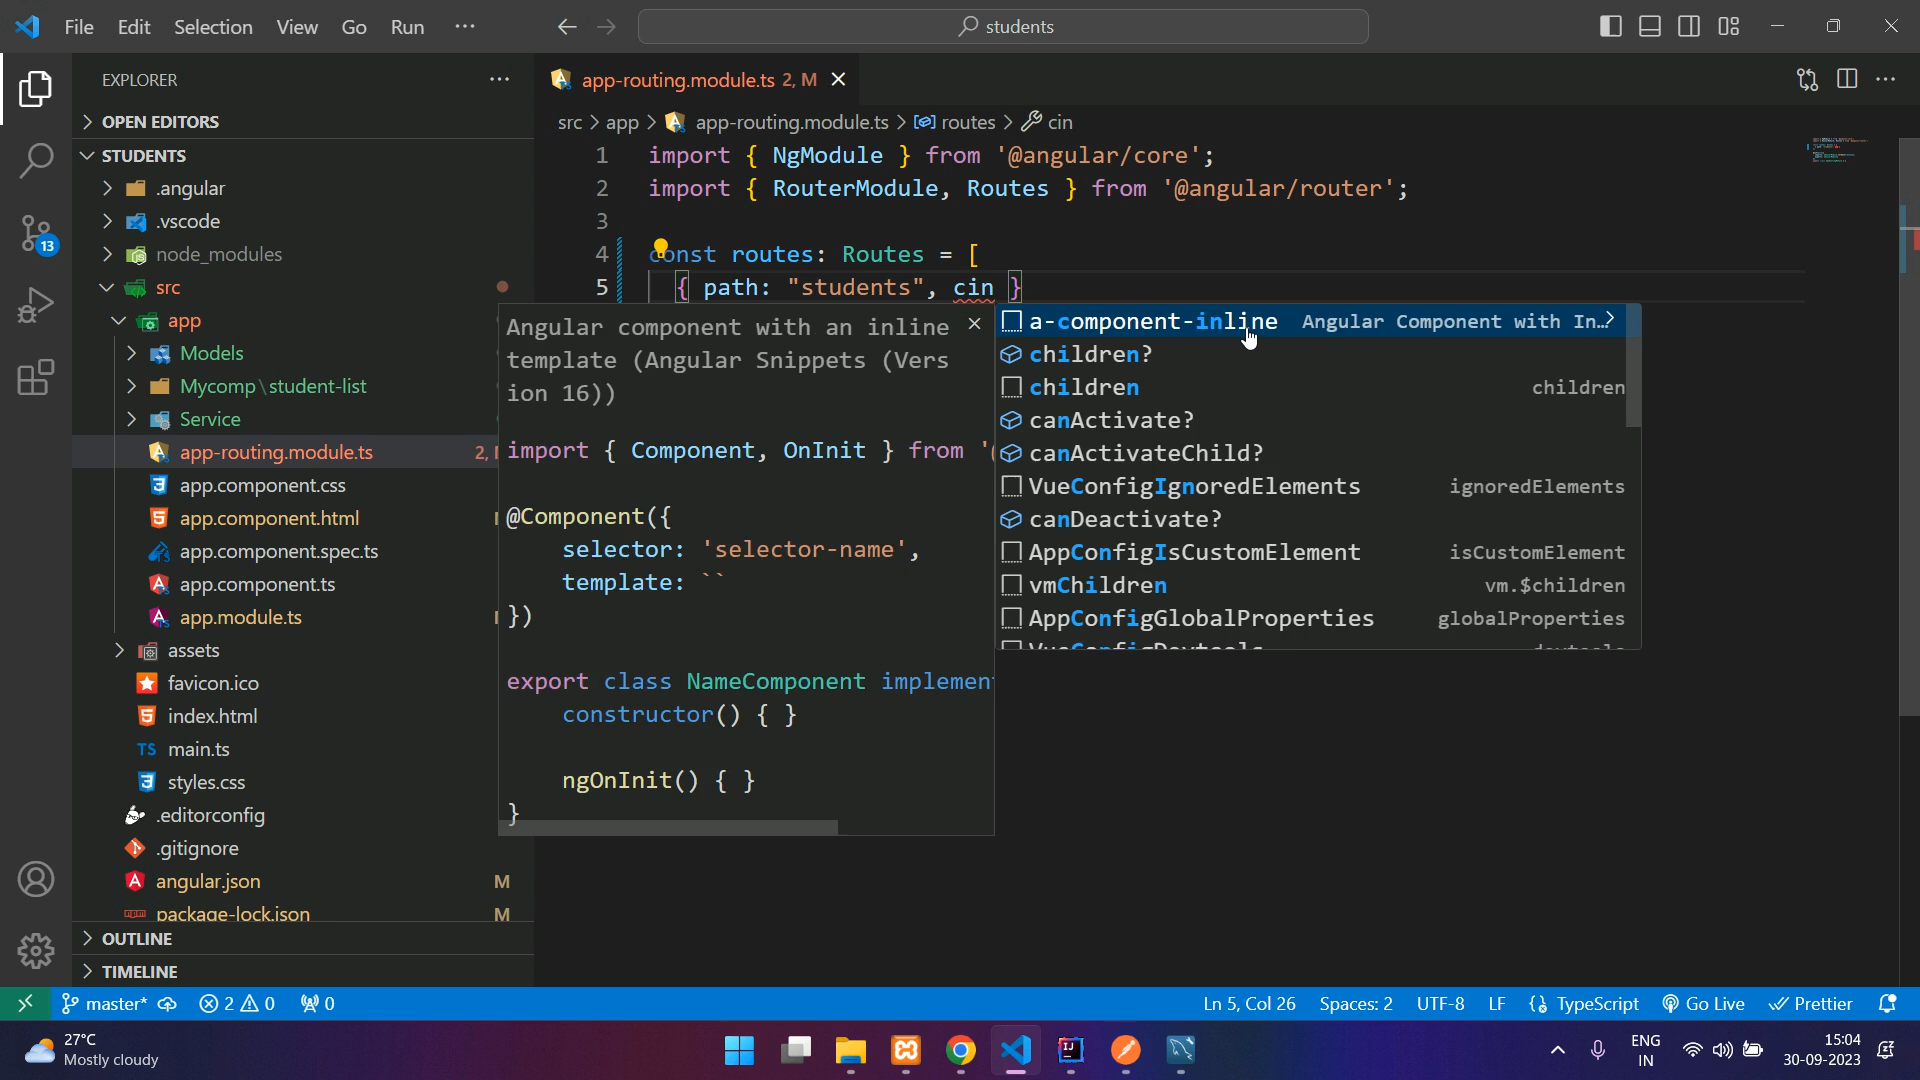 File Edit Selection View Go Run ···
students
EXPLORER
OPEN EDITORS
STUDENTS
.angular
.vscode
node_modules
src
app
Models
Mycomp\student-list
Service
app-routing.module.ts 2,
app.component.css
app.component.html
app.component.spec.ts
app.component.ts
app.module.ts
assets
favicon.ico
index.html
TS main.ts
styles.css
.editorconfig
.gitignore
angular.json M
package-lock.json M
OUTLINE
TIMELINE
13
app-routing.module.ts 2, M
src > app > app-routing.module.ts > routes > cin
1 import { NgModule } from '@angular/core';
2 import { RouterModule, Routes } from '@angular/router';
3
4 const routes: Routes = [
5 { path: "students", cin }
Angular component with an inline
template (Angular Snippets (Vers
ion 16))
import { Component, OnInit } from '
@Component({
selector: 'selector-name',
template: ``
})
export class NameComponent implemen
constructor() { }
ngOnInit() { }
}
a-component-inline Angular Component with In…
children?
children children
canActivate?
canActivateChild?
VueConfigIgnoredElements ignoredElements
canDeactivate?
AppConfigIsCustomElement isCustomElement
vmChildren vm.$children
AppConfigGlobalProperties globalProperties
VueConfigDevtools devtools
master* 2 0 0
Ln 5, Col 26 Spaces: 2 UTF-8 LF {} TypeScript Go Live Prettier
27°C
Mostly cloudy
ENG
IN
15:04
30-09-2023